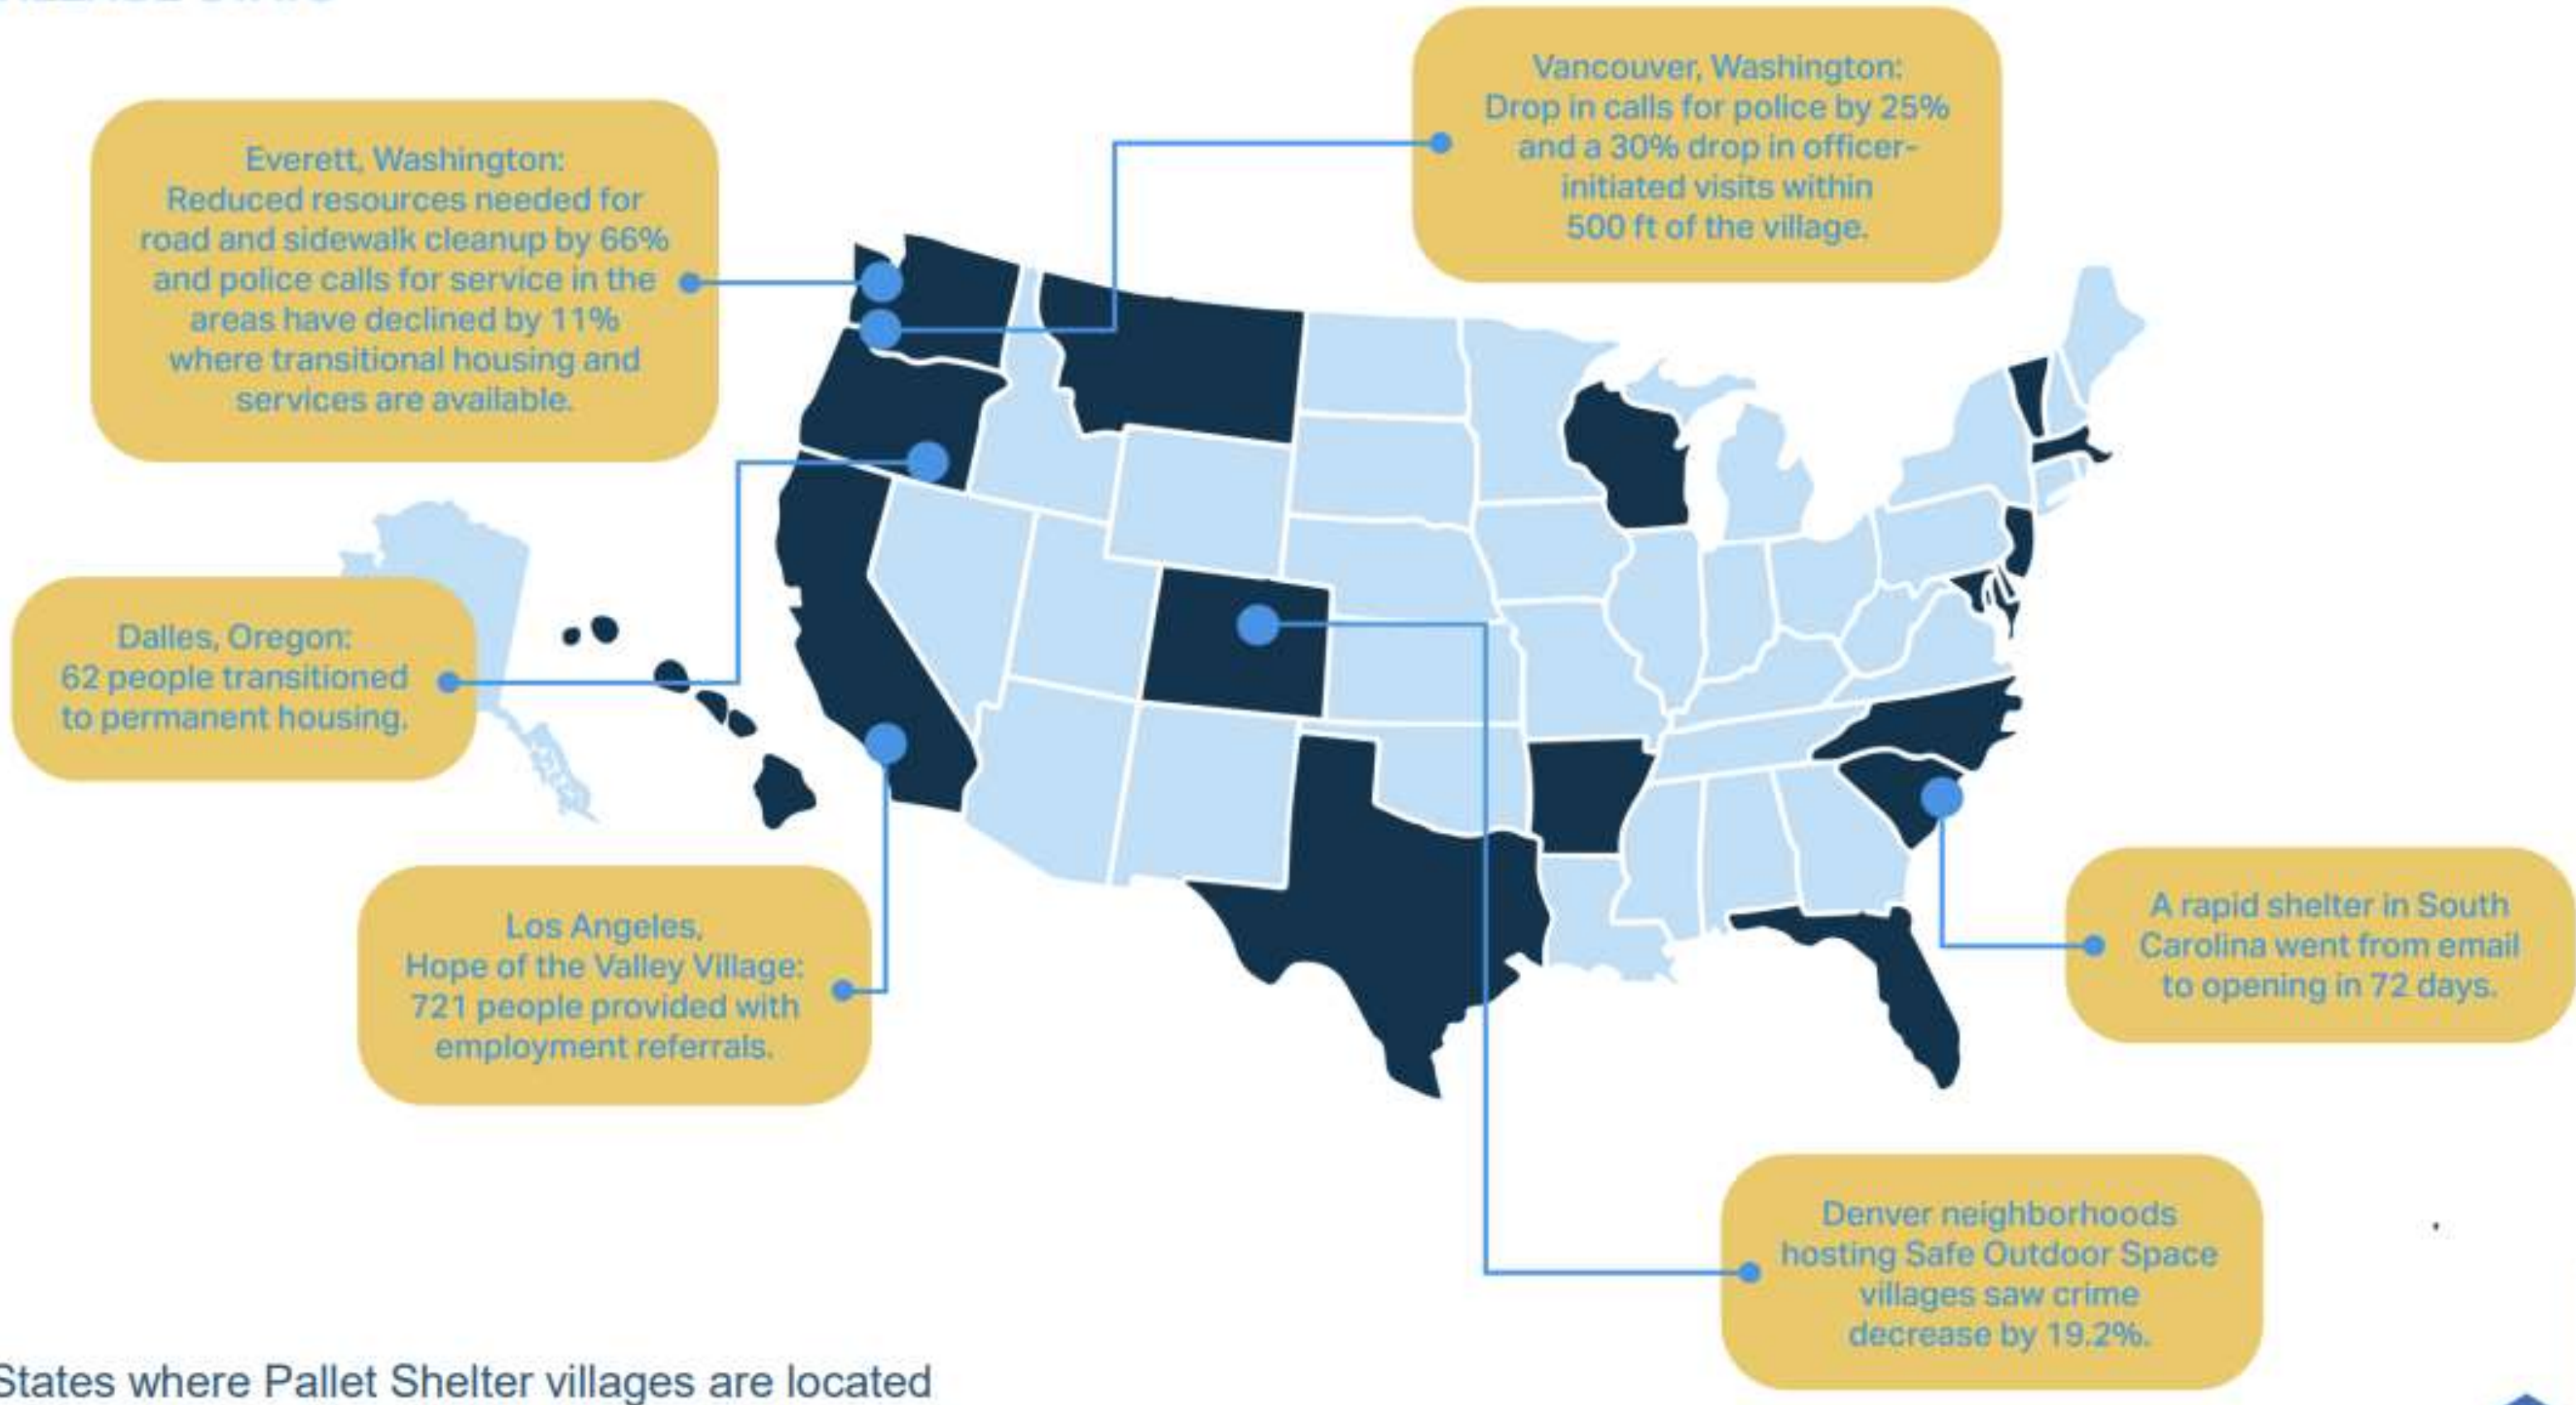 Vancouver, Washington:
Drop in calls for police by 25%
and a 30% drop in officer-
initiated visits within
500 ft of the village.
Everett, Washington:
Reduced resources needed for
road and sidewalk cleanup by 66%
and police calls for service in the
areas have declined by 11%
where transitional housing and
services are available.
Dalles, Oregon:
62 people transitioned
to permanent housing.
Los Angeles,
Hope of the Valley Village:
721 people provided with
employment referrals.
A rapid shelter in South
Carolina went from email
to opening in 72 days.
Denver neighborhoods
hosting Safe Outdoor Space
villages saw crime
decrease by 19.2%.
States where Pallet Shelter villages are located